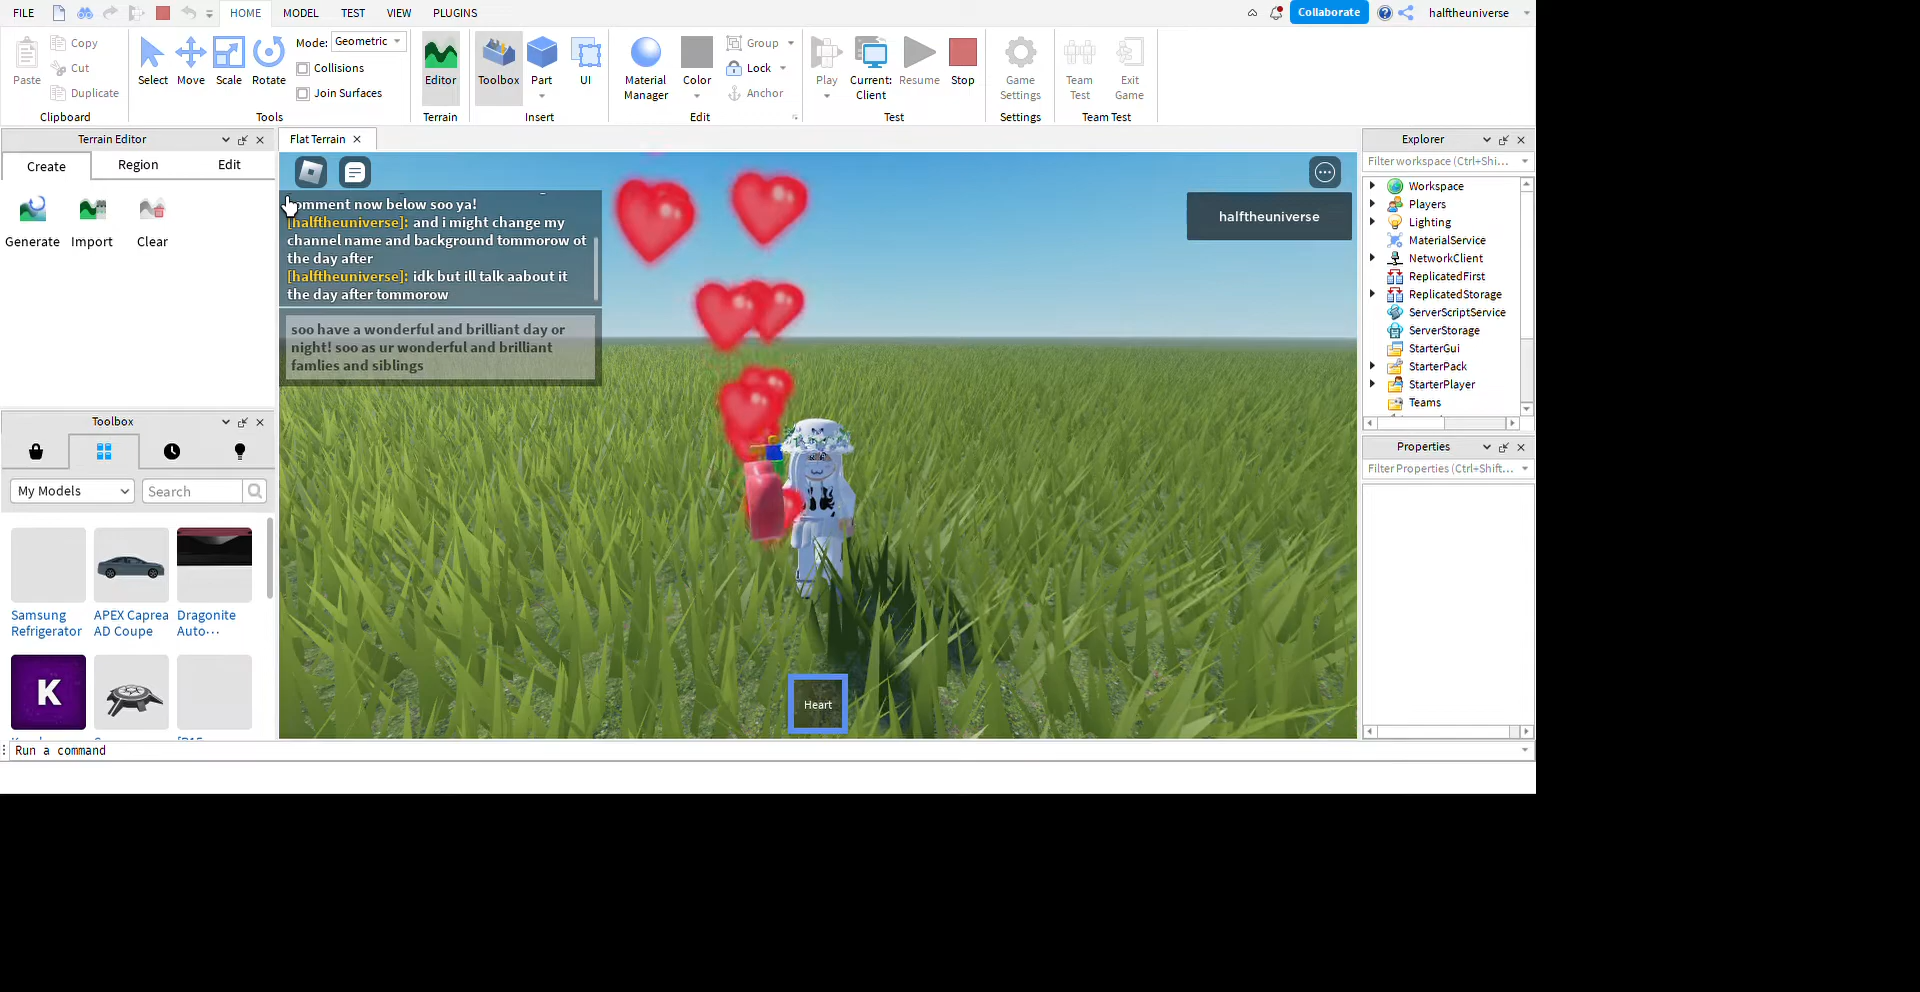 FILE
HOME
MODEL
TEST
VIEW
PLUGINS
Collaborate
halftheuniverse
Paste
Copy
Cut
Duplicate
Clipboard
Select
Move
Scale
Rotate
Mode: Geometric
Collisions
Join Surfaces
Tools
Editor
Terrain
Toolbox
Part
UI
Insert
Material
Manager
Color
Group
Lock
Anchor
Edit
Play
Current:
Client
Resume
Stop
Test
Game
Settings
Settings
Team
Test
Exit
Game
Team Test
Terrain Editor
Create
Region
Edit
Generate
Import
Clear
Toolbox
My Models
Search
Samsung
Refrigerator
APEX Caprea
AD Coupe
Dragonite
Auto···
K
Flat Terrain
omment now below soo ya!
[halftheuniverse]: and i might change my
channel name and background tommorow ot
the day after
[halftheuniverse]: idk but ill talk aabout it
the day after tommorow
soo have a wonderful and brilliant day or
night! soo as ur wonderful and brilliant
famlies and siblings
halftheuniverse
Heart
Explorer
Filter workspace (Ctrl+Shi...
Workspace
Players
Lighting
MaterialService
NetworkClient
ReplicatedFirst
ReplicatedStorage
ServerScriptService
ServerStorage
StarterGui
StarterPack
StarterPlayer
Teams
Properties
Filter Properties (Ctrl+Shift...
Run a command